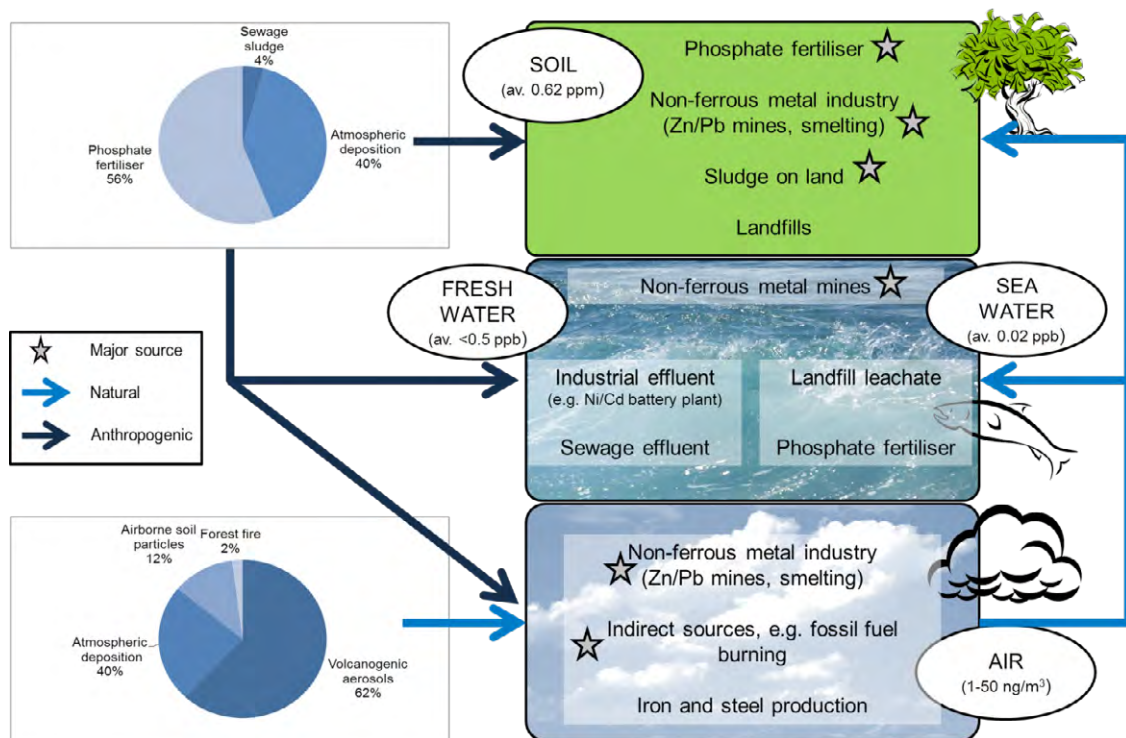 Sewage
sludge
4%
Atmospheric
deposition
40%
Phosphate
fertiliser
56%
SOIL
(av. 0.62 ppm)
Phosphate fertiliser
Non-ferrous metal industry
(Zn/Pb mines, smelting)
Sludge on land
Landfills
FRESH
WATER
(av. <0.5 ppb)
Non-ferrous metal mines
SEA
WATER
(av. 0.02 ppb)
Industrial effluent
(e.g. Ni/Cd battery plant)
Sewage effluent
Landfill leachate
Phosphate fertiliser
Major source
Natural
Anthropogenic
Airborne soil
particles
12%
Forest fire
2%
Atmospheric
deposition
40%
Volcanogenic
aerosols
62%
Non-ferrous metal industry
(Zn/Pb mines, smelting)
Indirect sources, e.g. fossil fuel
burning
Iron and steel production
AIR
(1-50 ng/m³)